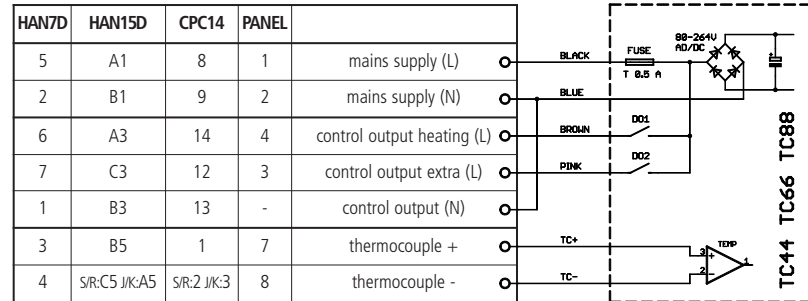 HAN7D HAN15D CPC14 PANEL
5 A1 8 1 mains supply (L)
2 B1 9 2 mains supply (N)
6 A3 14 4 control output heating (L)
7 C3 12 3 control output extra (L)
1 B3 13 - control output (N)
3 B5 1 7 thermocouple +
4 S/R:C5 J/K:A5 S/R:2 J/K:3 8 thermocouple -
BLACK
BLUE
BROWN
PINK
TC+
TC-
FUSE
T 0.5 A
80-264V
AD/DC
+
DO1
DO2
TEMP
3 +
2 -
1
TC44 TC66 TC88